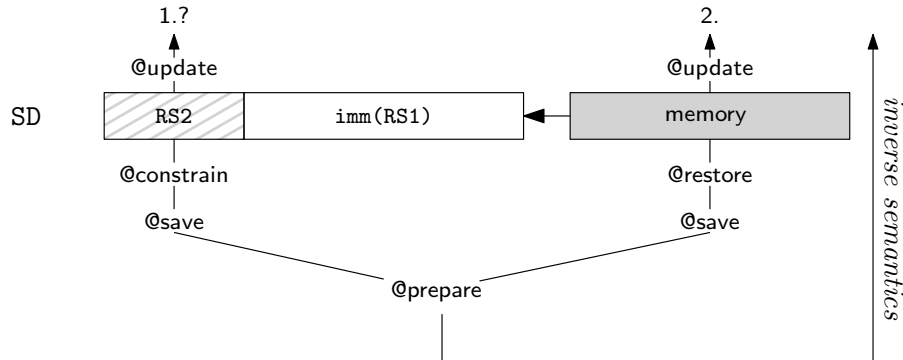 1.? 2.
@update @update
SD RS2 imm(RS1) memory
@constrain @restore
@save @save
@prepare
inverse semantics